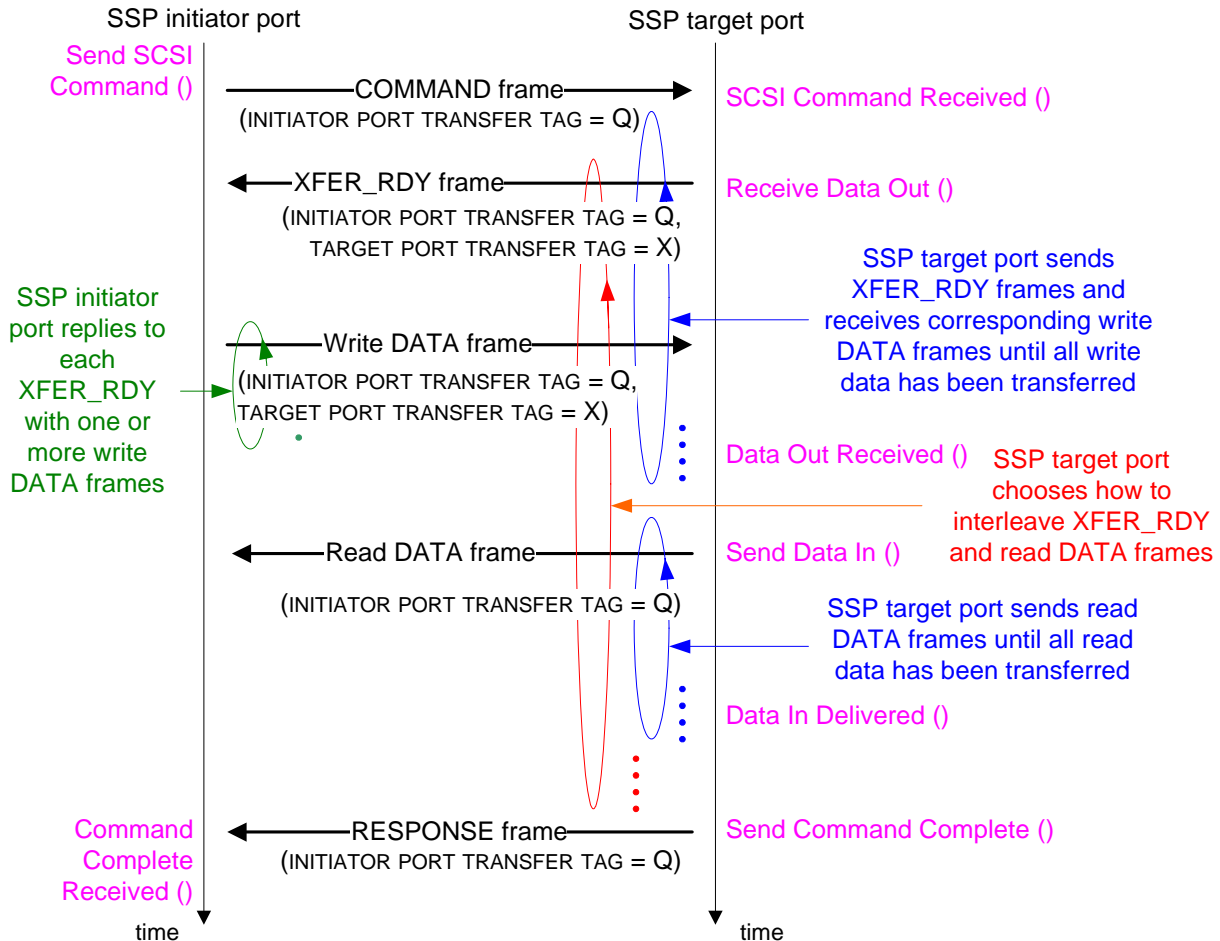 SSP initiator port
SSP target port
Send SCSI
Command ()
COMMAND frame
(INITIATOR PORT TRANSFER TAG = Q)
SCSI Command Received ()
XFER_RDY frame
(INITIATOR PORT TRANSFER TAG = Q,
TARGET PORT TRANSFER TAG = X)
Receive Data Out ()
SSP target port sends
XFER_RDY frames and
receives corresponding write
DATA frames until all write
data has been transferred
SSP initiator
port replies to
each
XFER_RDY
with one or
more write
DATA frames
Write DATA frame
(INITIATOR PORT TRANSFER TAG = Q,
TARGET PORT TRANSFER TAG = X)
Data Out Received ()
SSP target port
chooses how to
interleave XFER_RDY
and read DATA frames
Read DATA frame
(INITIATOR PORT TRANSFER TAG = Q)
Send Data In ()
SSP target port sends read
DATA frames until all read
data has been transferred
Data In Delivered ()
Command
Complete
Received ()
RESPONSE frame
(INITIATOR PORT TRANSFER TAG = Q)
Send Command Complete ()
time
time